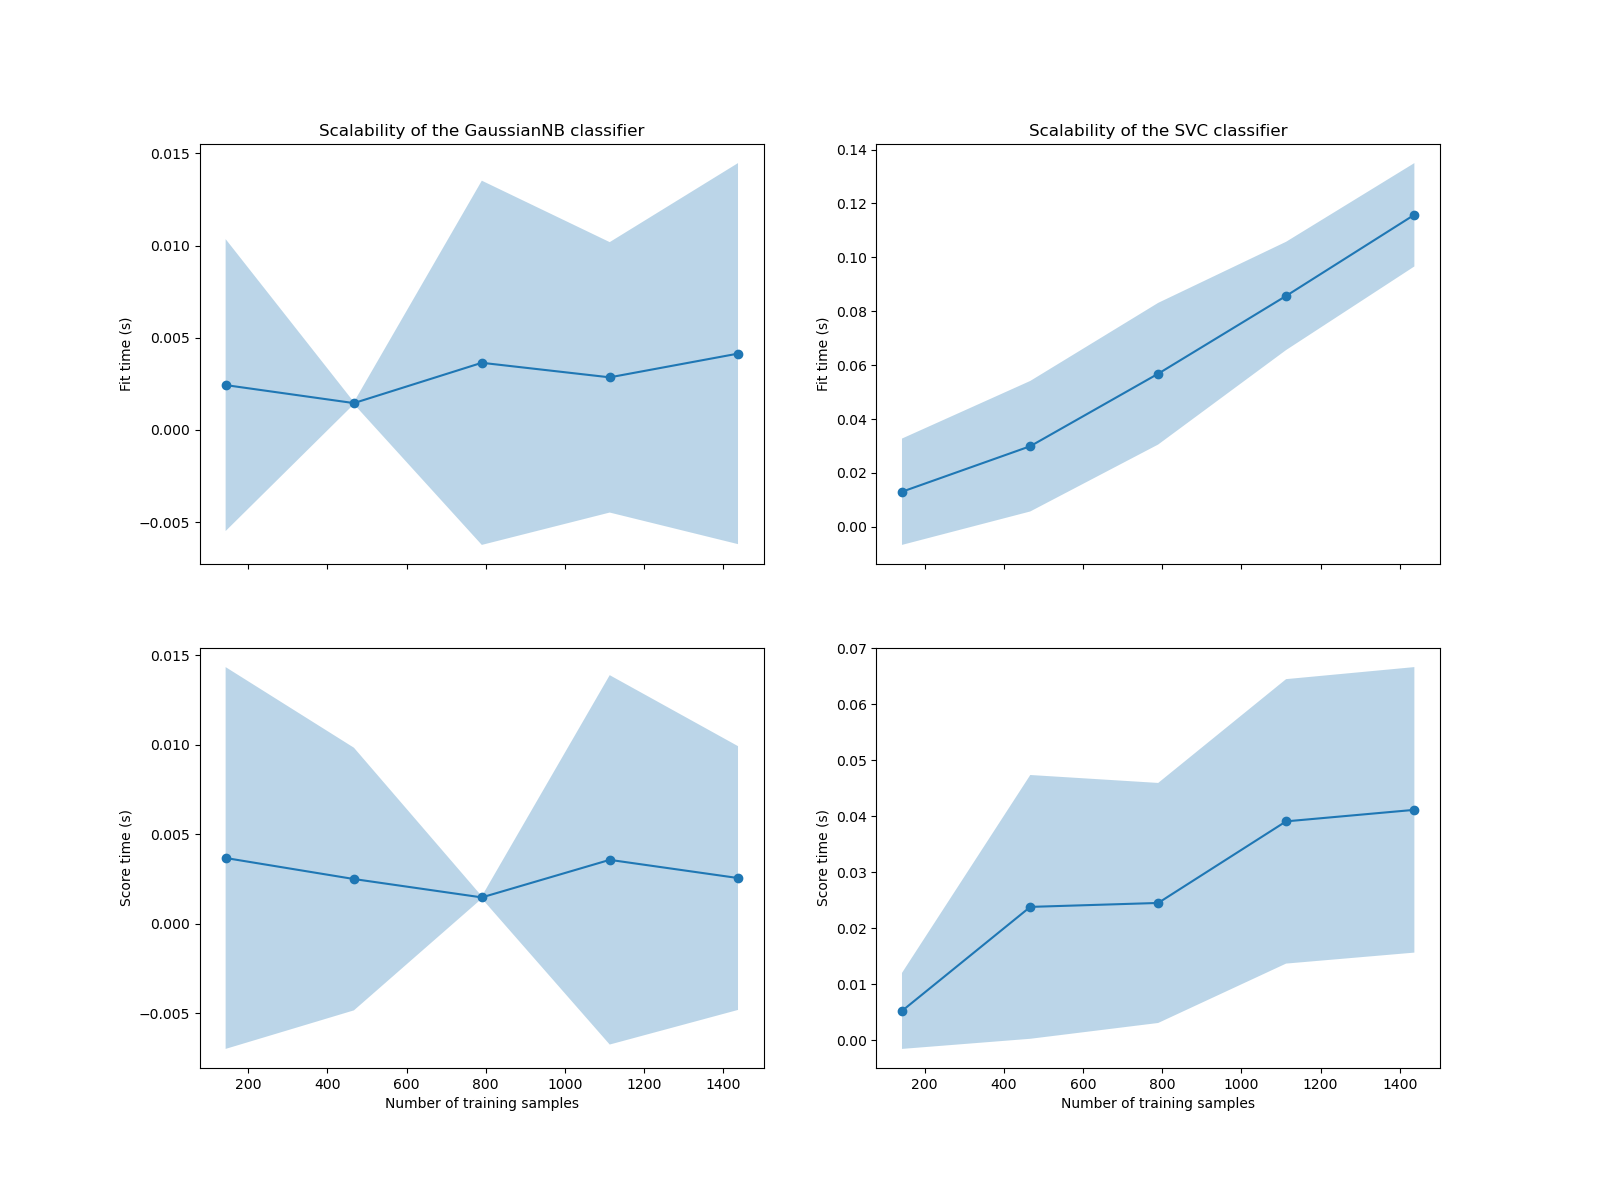 Scalability of the GaussianNB classifier
0.015
0.010
0.005
0.000
−0.005
Fit time (s)
Scalability of the SVC classifier
0.14
0.12
0.10
0.08
0.06
0.04
0.02
0.00
Fit time (s)
0.015
0.010
0.005
0.000
−0.005
Score time (s)
200 400 600 800 1000 1200 1400
Number of training samples
0.07
0.06
0.05
0.04
0.03
0.02
0.01
0.00
Score time (s)
200 400 600 800 1000 1200 1400
Number of training samples